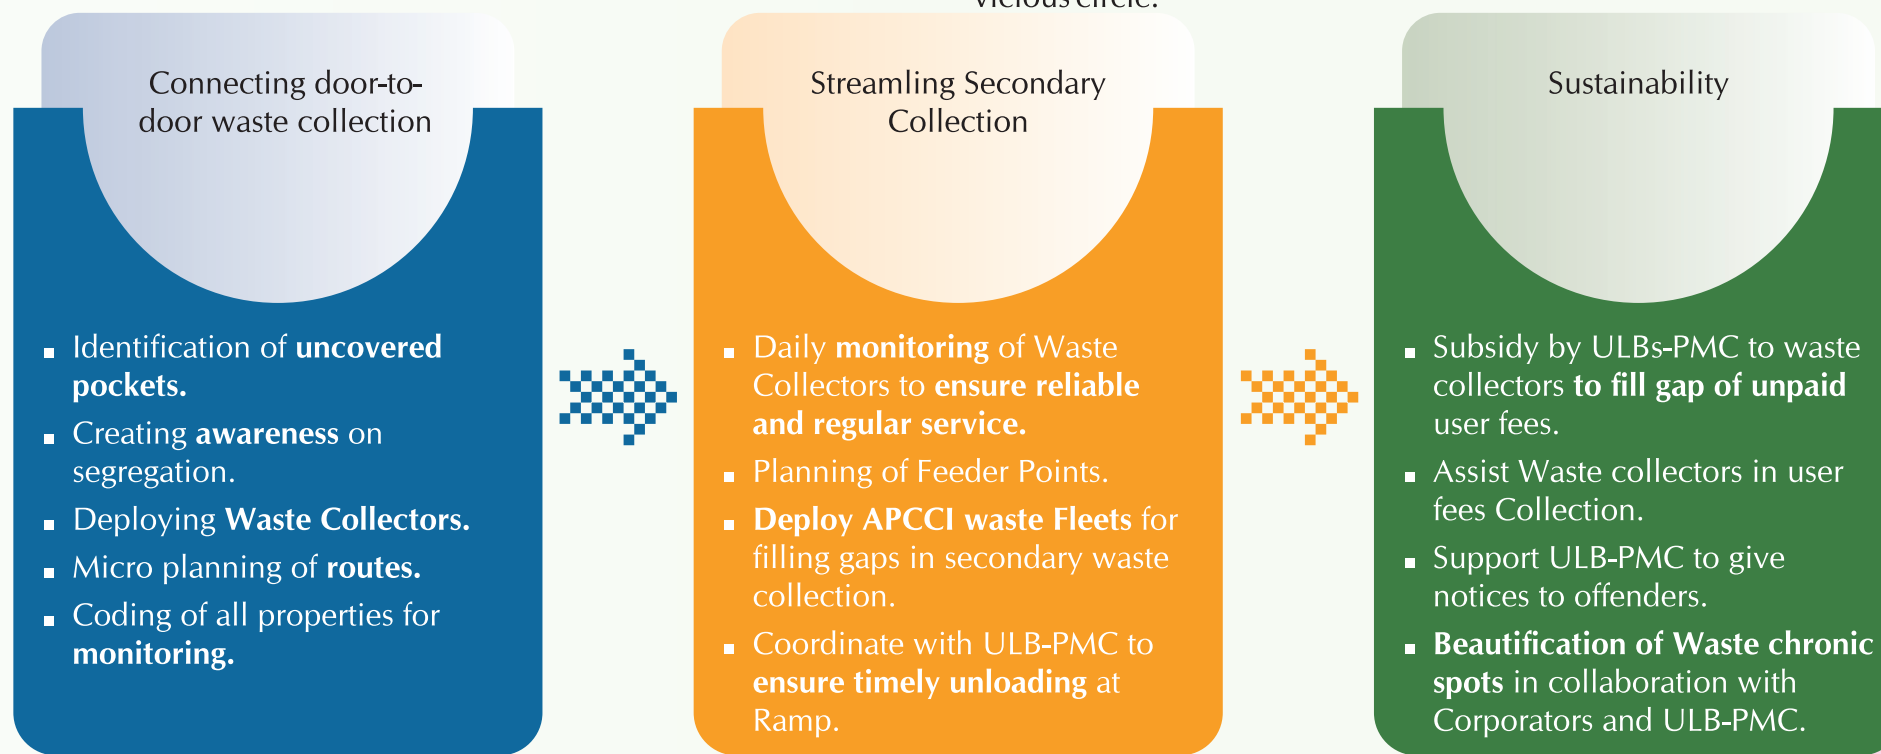 vicious circle.
Connecting door-to-
door waste collection
Identification of uncovered
pockets.
Creating awareness on
segregation.
Deploying Waste Collectors.
Micro planning of routes.
Coding of all properties for
monitoring.
Streamling Secondary
Collection
Daily monitoring of Waste
Collectors to ensure reliable
and regular service.
Planning of Feeder Points.
Deploy APCCI waste Fleets for
filling gaps in secondary waste
collection.
Coordinate with ULB-PMC to
ensure timely unloading at
Ramp.
Sustainability
Subsidy by ULBs-PMC to waste
collectors to fill gap of unpaid
user fees.
Assist Waste collectors in user
fees Collection.
Support ULB-PMC to give
notices to offenders.
Beautification of Waste chronic
spots in collaboration with
Corporators and ULB-PMC.